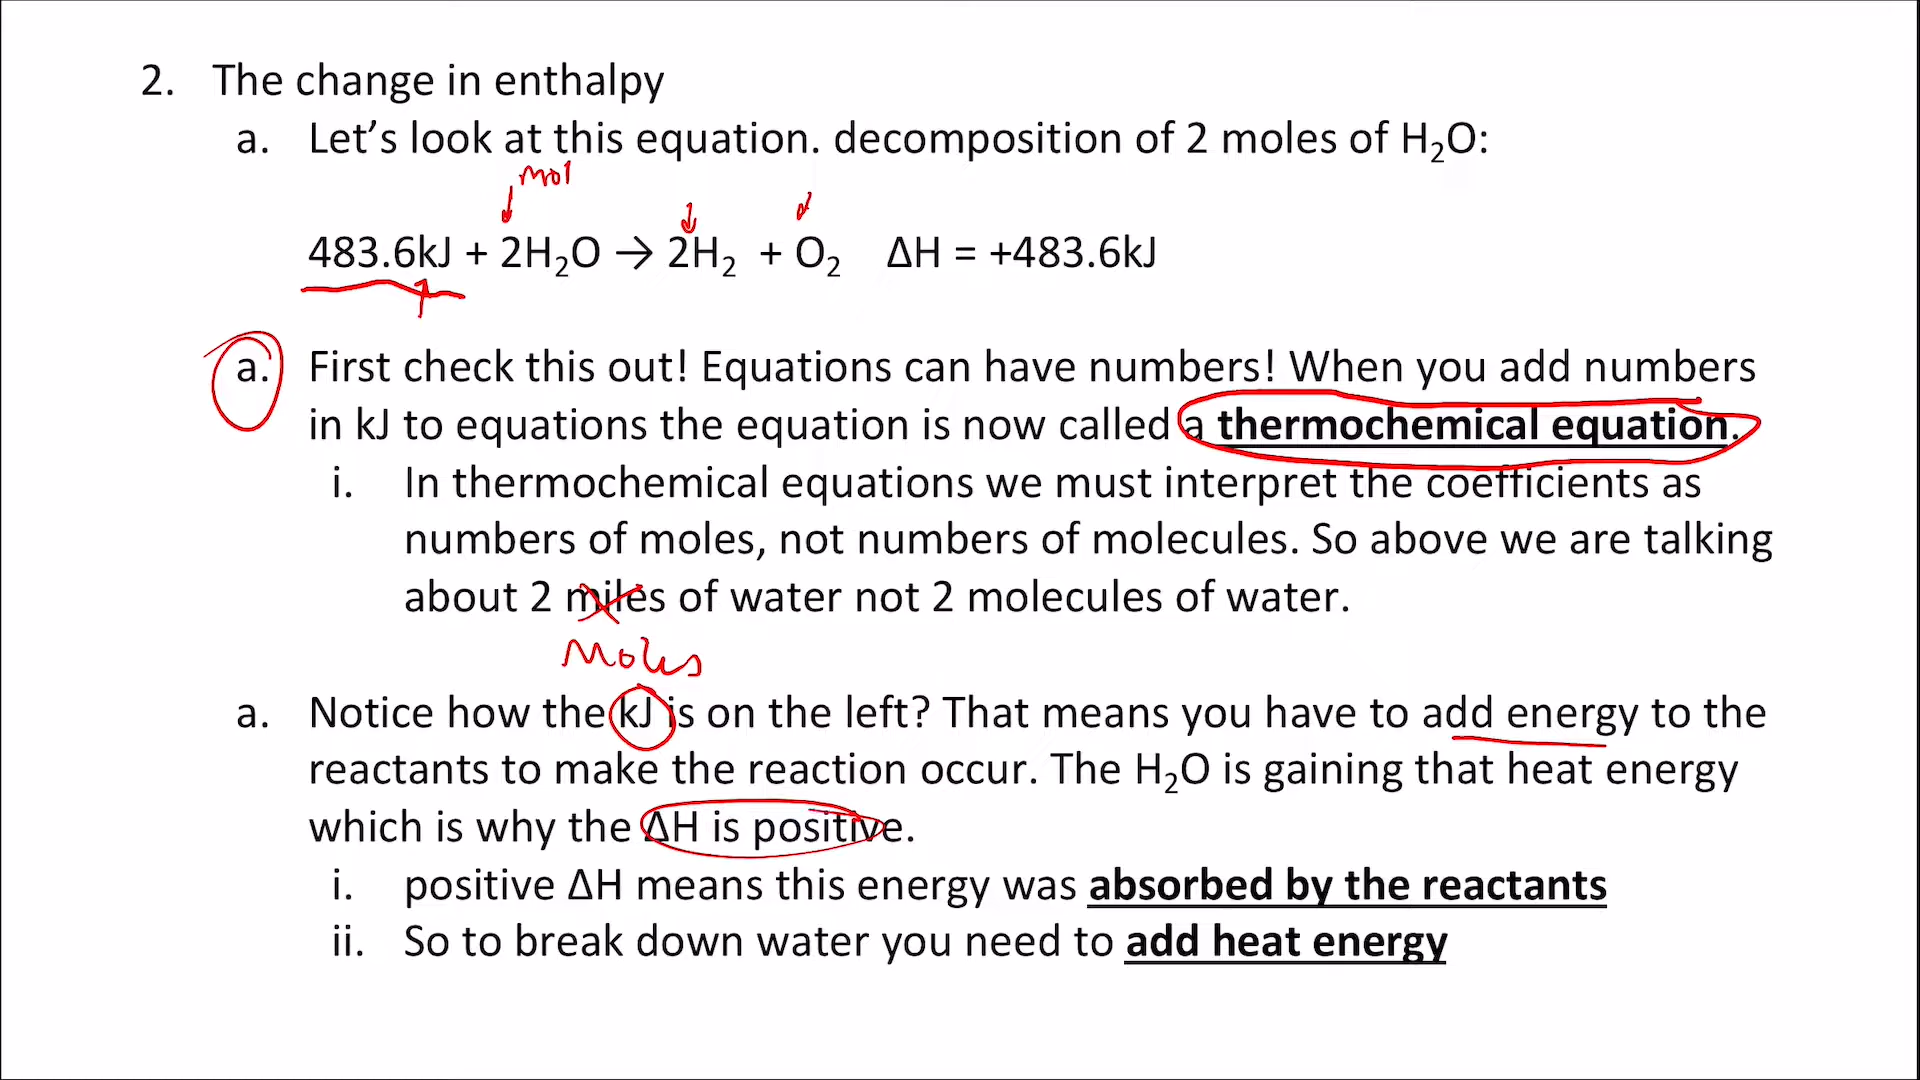 2. The change in enthalpy
a. Let's look at this equation. decomposition of 2 moles of H₂O:
mol
483.6kJ + 2H₂O → 2H₂ + O₂ ΔH = +483.6kJ
a. First check this out! Equations can have numbers! When you add numbers
in kJ to equations the equation is now called a thermochemical equation.
i. In thermochemical equations we must interpret the coefficients as
numbers of moles, not numbers of molecules. So above we are talking
about 2 miles of water not 2 molecules of water.
Moles
a. Notice how the kJ is on the left? That means you have to add energy to the
reactants to make the reaction occur. The H₂O is gaining that heat energy
which is why the ΔH is positive.
i. positive ΔH means this energy was absorbed by the reactants
ii. So to break down water you need to add heat energy